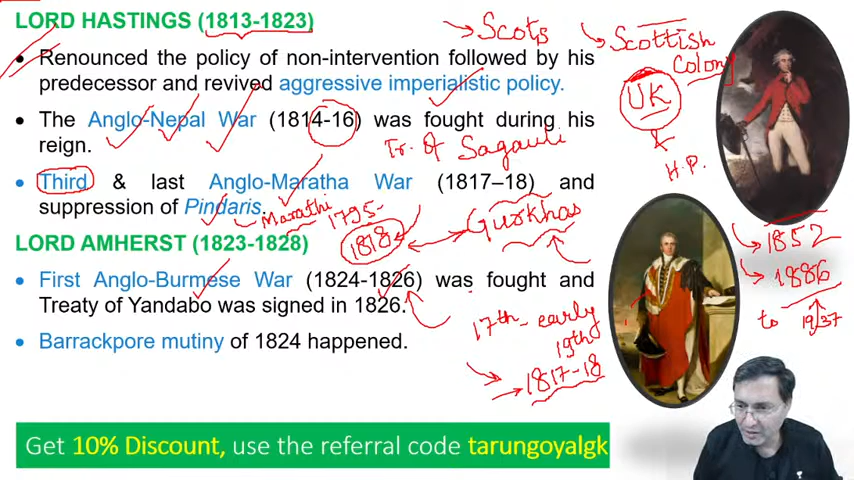 LORD HASTINGS (1813-1823)
• Renounced the policy of non-intervention followed by his
predecessor and revived aggressive imperialistic policy.
• The Anglo-Nepal War (1814-16) was fought during his
reign.
Tr. of Sagauli
• Third & last Anglo-Maratha War (1817–18) and
suppression of Pindaris.
Marathi 1795-
1818
Gurkhas
LORD AMHERST (1823-1828)
• First Anglo-Burmese War (1824-1826) was fought and
Treaty of Yandabo was signed in 1826.
• Barrackpore mutiny of 1824 happened.
17th - early
19th
1817-18
Scots
Scottish
Colony
UK
&
H.P.
1852
1886
to 1937
Get 10% Discount, use the referral code tarungoyalgk